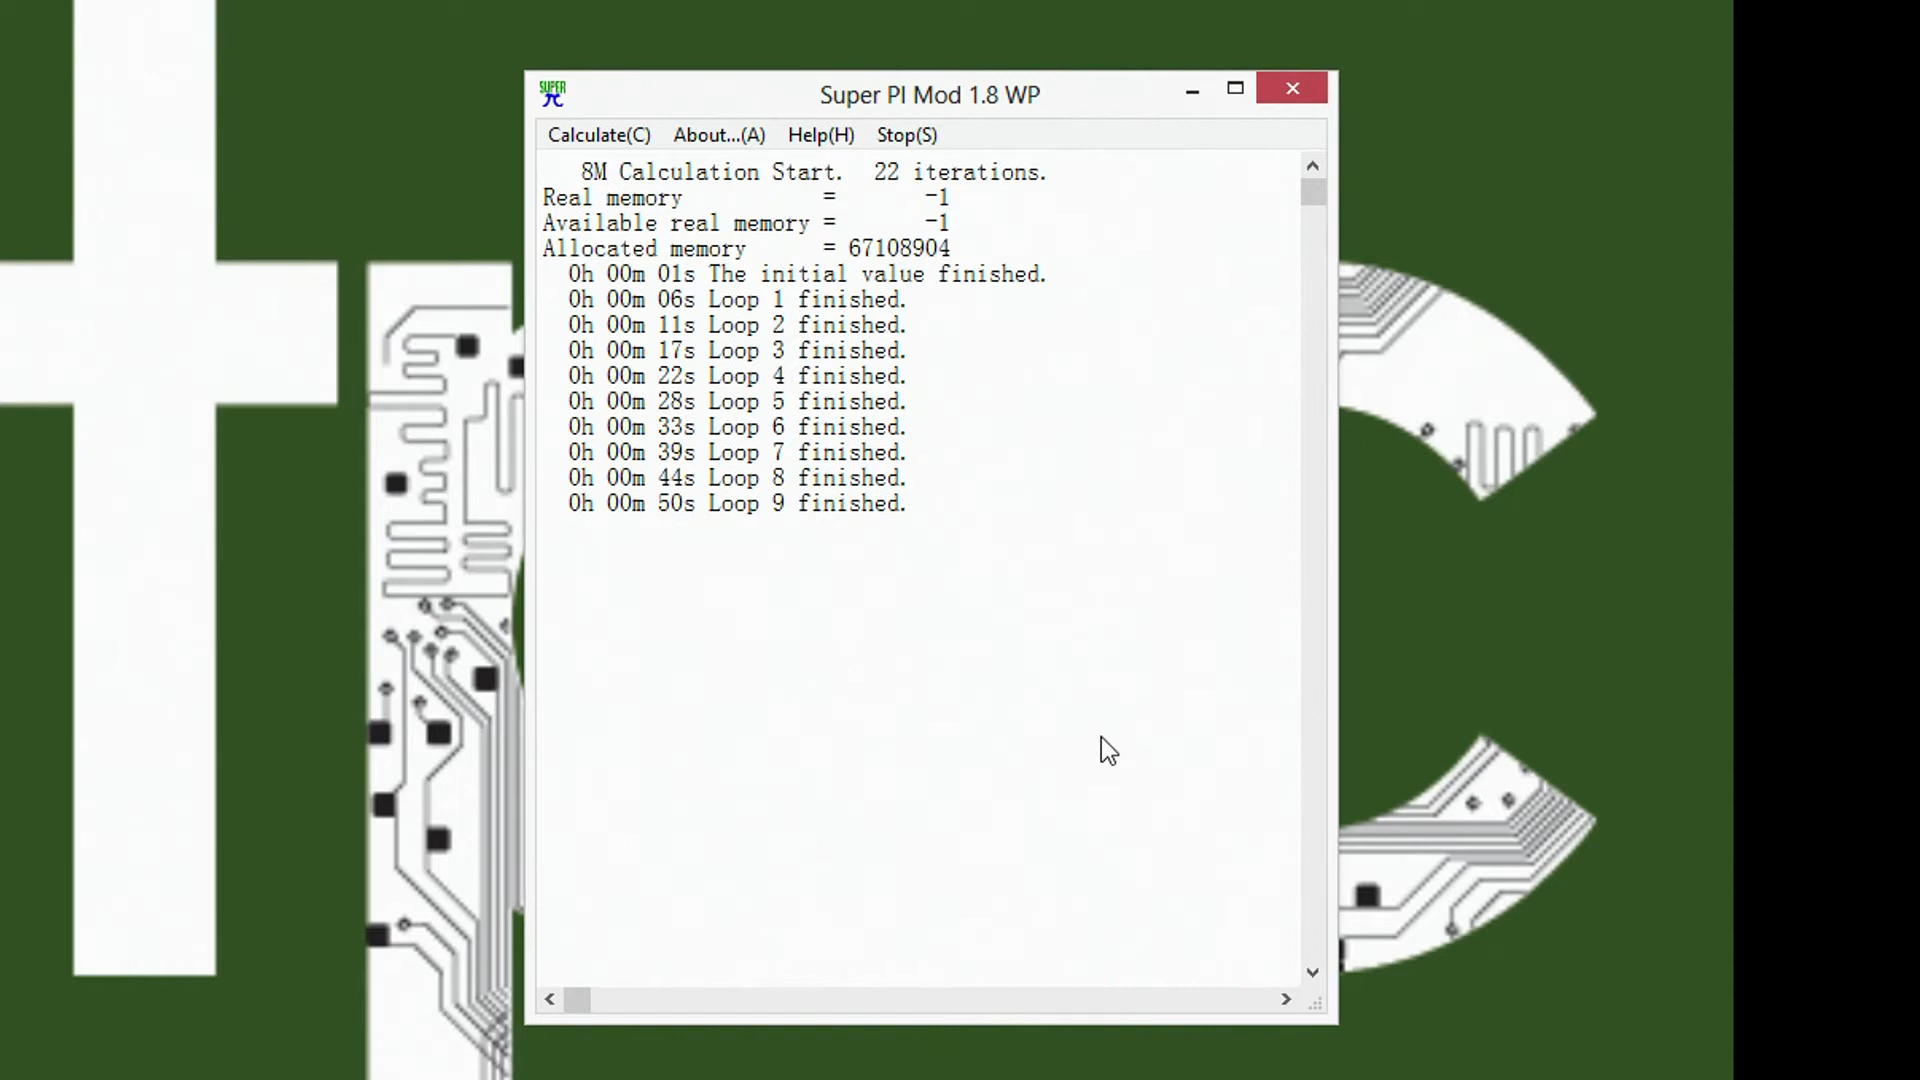 SUPER
π
Super PI Mod 1.8 WP
Calculate(C) About...(A) Help(H) Stop(S)
8M Calculation Start. 22 iterations.
Real memory = -1
Available real memory = -1
Allocated memory = 67108904
0h 00m 01s The initial value finished.
0h 00m 06s Loop 1 finished.
0h 00m 11s Loop 2 finished.
0h 00m 17s Loop 3 finished.
0h 00m 22s Loop 4 finished.
0h 00m 28s Loop 5 finished.
0h 00m 33s Loop 6 finished.
0h 00m 39s Loop 7 finished.
0h 00m 44s Loop 8 finished.
0h 00m 50s Loop 9 finished.